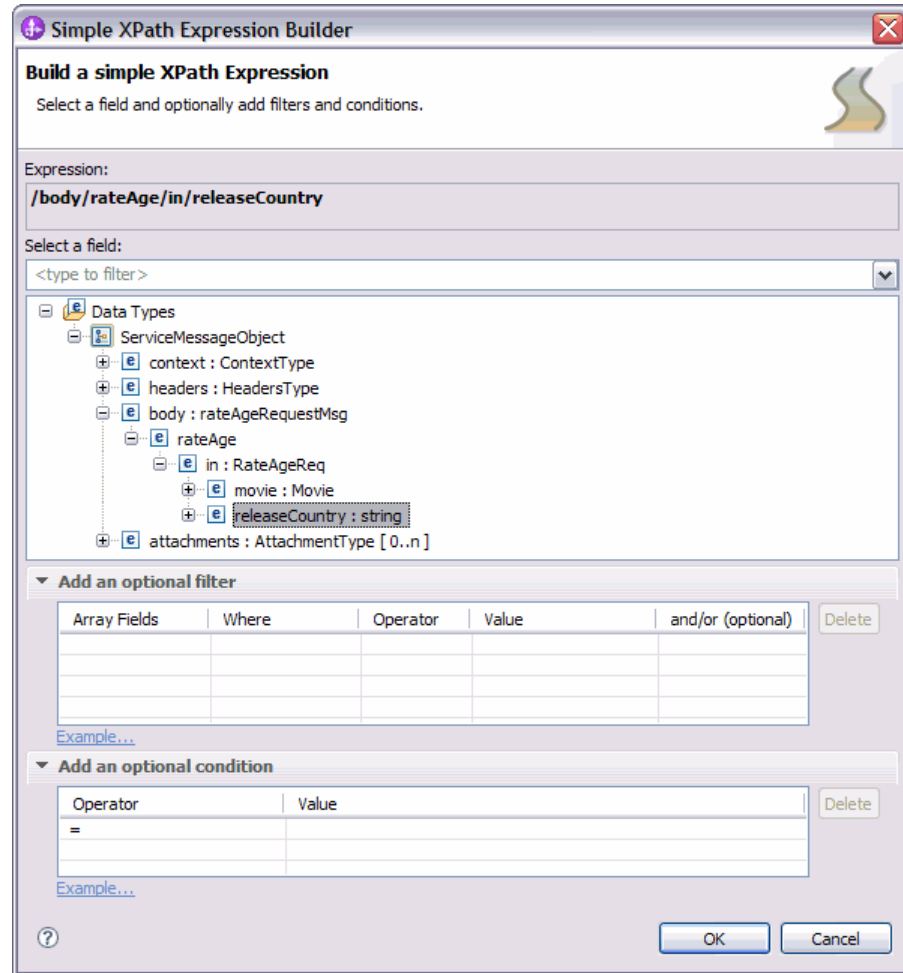 Simple XPath Expression Builder
Build a simple XPath Expression
Select a field and optionally add filters and conditions.
Expression:
/body/rateAge/in/releaseCountry
Select a field:
<type to filter>
Data Types
ServiceMessageObject
context : ContextType
headers : HeadersType
body : rateAgeRequestMsg
rateAge
in : RateAgeReq
movie : Movie
releaseCountry : string
attachments : AttachmentType [ 0..n ]
Add an optional filter
Array Fields Where Operator Value and/or (optional) Delete
Example...
Add an optional condition
Operator Value Delete
=
Example...
? OK Cancel